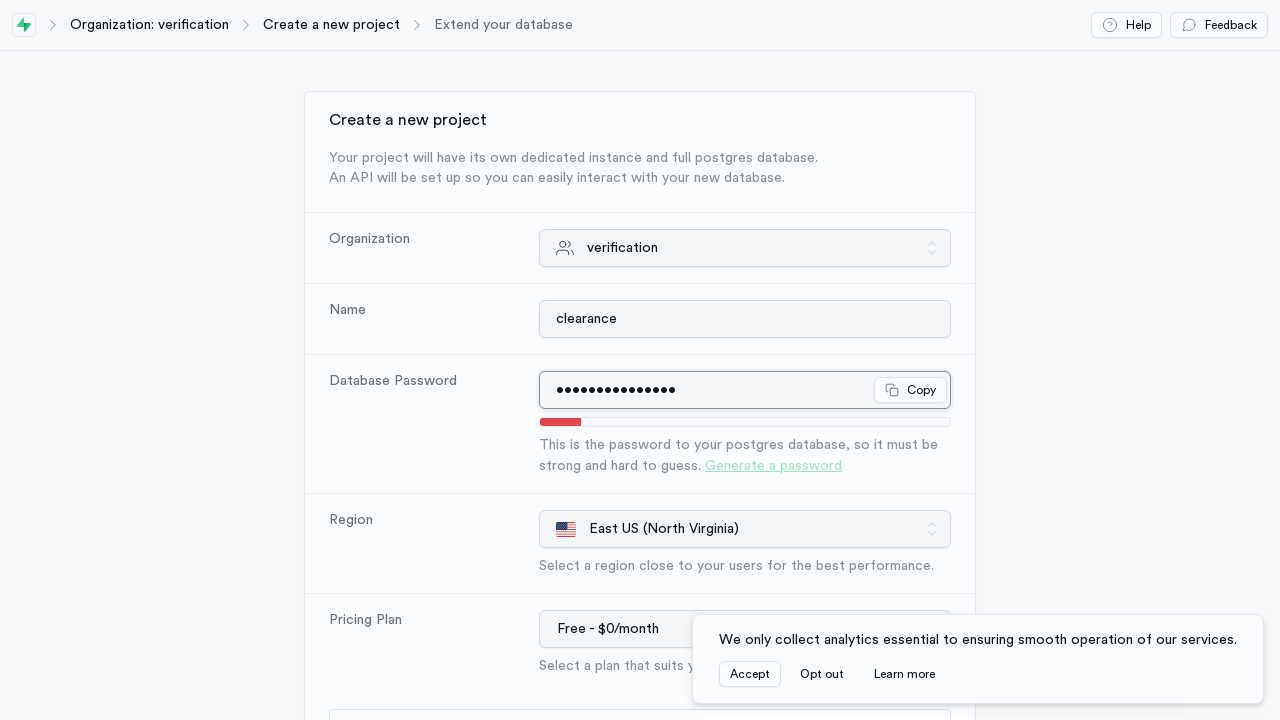 Organization: verification
Create a new project
Extend your database
Help
Feedback
Create a new project
Your project will have its own dedicated instance and full postgres database.
An API will be set up so you can easily interact with your new database.
Organization
verification
Name
clearance
Database Password
•••••••••••••••
Copy
This is the password to your postgres database, so it must be
strong and hard to guess. Generate a password
Region
East US (North Virginia)
Select a region close to your users for the best performance.
Pricing Plan
Free - $0/month
Select a plan that suits
We only collect analytics essential to ensuring smooth operation of our services.
Accept
Opt out
Learn more